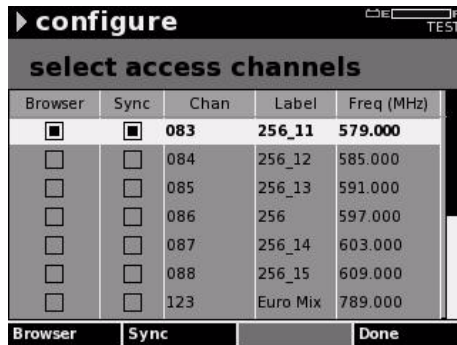 configure
E F
TEST
select access channels
Browser Sync Chan Label Freq (MHz)
083 256_11 579.000
084 256_12 585.000
085 256_13 591.000
086 256 597.000
087 256_14 603.000
088 256_15 609.000
123 Euro Mix 789.000
Browser Sync Done